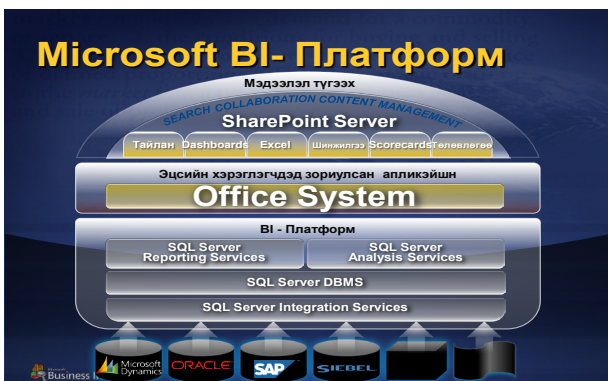 Microsoft BI- Платформ
Мэдээлэл түгээх
SEARCH COLLABORATION CONTENT MANAGEMENT
SharePoint Server
Тайлан Dashboards Excel Шинжилгээ Scorecards Төлөвлөгөө
Эцсийн хэрэглэгчдэд зориулсан апликэйшн
Office System
BI - Платформ
SQL Server
Reporting Services
SQL Server
Analysis Services
SQL Server DBMS
SQL Server Integration Services
Microsoft
Dynamics
ORACLE
SAP
SIEBEL
Business